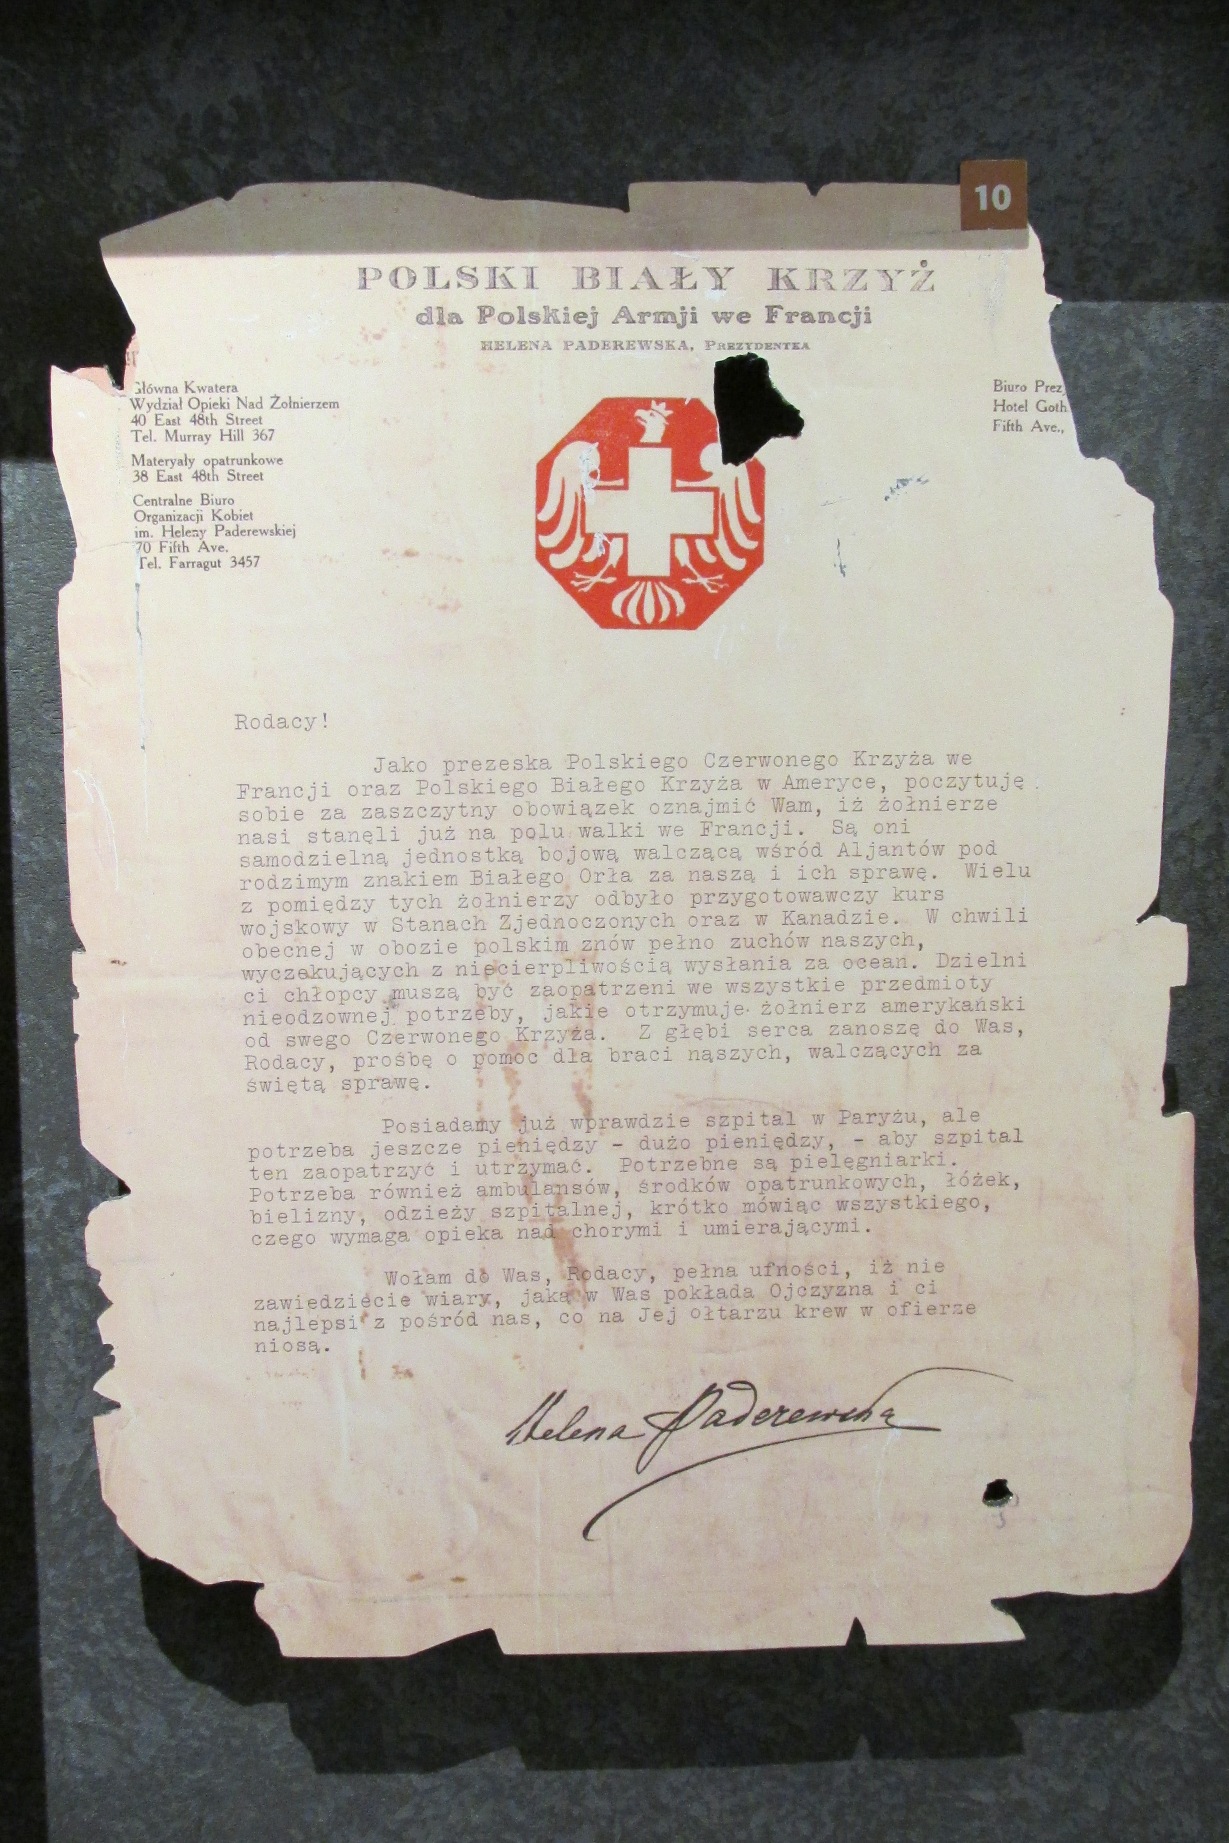 10
POLSKI BIAŁY KRZYŻ
dla Polskiej Armji we Francji
HELENA PADEREWSKA, PREZYDENTKA
Główna Kwatera
Wydział Opieki Nad Żołnierzem
40 East 48th Street
Tel. Murray Hill 367
Materyały opatrunkowe
38 East 48th Street
Centralne Biuro
Organizacji Kobiet
im. Heleny Paderewskiej
70 Fifth Ave.
Tel. Farragut 3457
Biuro Prez
Hotel Goth
Fifth Ave.,
Rodacy!
Jako prezeska Polskiego Czerwonego Krzyża we
Francji oraz Polskiego Białego Krzyża w Ameryce, poczytuję
sobie za zaszczytny obowiązek oznajmić Wam, iż żołnierze
nasi stanęli już na polu walki we Francji. Są oni
samodzielną jednostką bojową walczącą wśród Aljantów pod
rodzimym znakiem Białego Orła za naszą i ich sprawę. Wielu
z pomiędzy tych żołnierzy odbyło przygotowawczy kurs
wojskowy w Stanach Zjednoczonych oraz w Kanadzie. W chwili
obecnej w obozie polskim znów pełno zuchów naszych,
wyczekujących z niecierpliwością wysłania za ocean. Dzielni
ci chłopcy muszą być zaopatrzeni we wszystkie przedmioty
nieodzownej potrzeby, jakie otrzymuje żołnierz amerykański
od swego Czerwonego Krzyża. Z głębi serca zanoszę do Was,
Rodacy, prośbę o pomoc dla braci nąszych, walczących za
świętą sprawę.
Posiadamy już wprawdzie szpital w Paryżu, ale
potrzeba jeszcze pieniędzy - dużo pieniędzy, - aby szpital
ten zaopatrzyć i utrzymać. Potrzebne są pielęgniarki.
Potrzeba również ambulansów, środków opatrunkowych, łóżek,
bielizny, odzieży szpitalnej, krótko mówiąc wszystkiego,
czego wymaga opieka nad chorymi i umierającymi.
Wołam do Was, Rodacy, pełna ufności, iż nie
zawiedziecie wiary, jaką w Was pokłada Ojczyzna i ci
najlepsi z pośród nas, co na Jej ołtarzu krew w ofierze
niosą.
Helena Paderewska